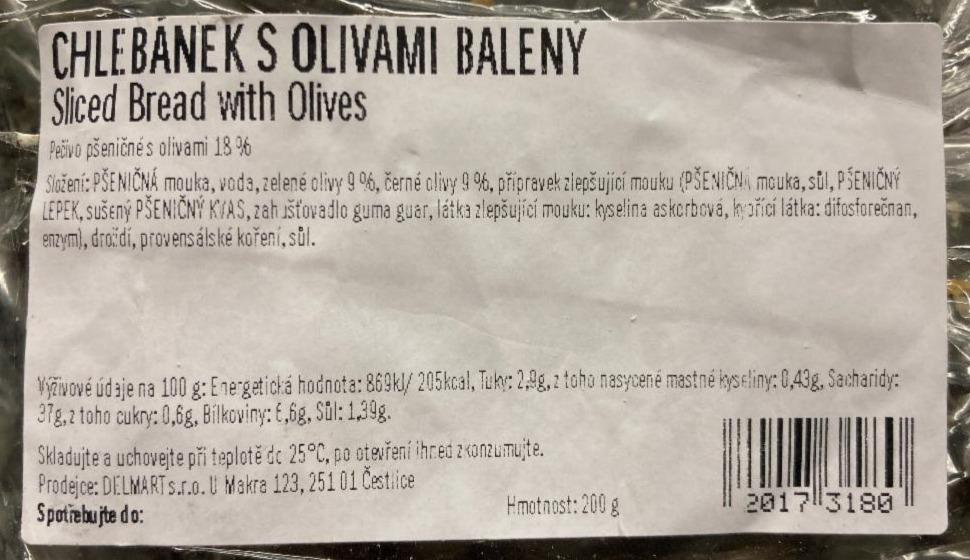 CHLEBÁNEK S OLIVAMI BALENÝ
Sliced Bread with Olives
Pečivo pšeničné s olivami 18 %
Složení: PŠENIČNÁ mouka, voda, zelené olivy 9 %, černé olivy 9 %, přípravek zlepšující mouku (PŠENIČNÁ mouka, sůl, PŠENIČNÝ
LEPEK, sušený PŠENIČNÝ KVAS, zahušťovadlo guma guar, látka zlepšující mouku: kyselina askorbová, kypřící látka: difosforečnan,
enzym), droždí, provensálské koření, sůl.
Výživové údaje na 100 g: Energetická hodnota: 869kJ/ 205kcal, Tuky: 2,9g, z toho nasycené mastné kyseliny: 0,43g, Sacharidy:
37g, z toho cukry: 0,6g, Bílkoviny: 6,6g, Sůl: 1,39g.
Skladujte a uchovejte při teplotě do 25°C, po otevření ihned zkonzumujte.
Prodejce: DELMART s.r.o. U Makra 123, 251 01 Čestlice
Spotřebujte do:
Hmotnost: 200 g
2017 3180